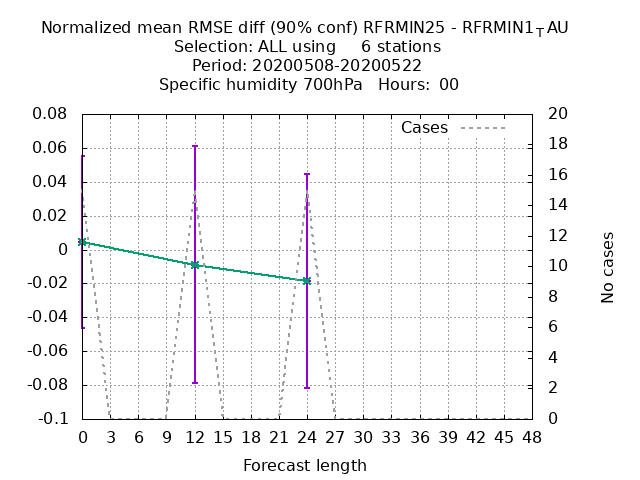 Normalized mean RMSE diff (90% conf) RFRMIN25 - RFRMIN1_TAU
Selection: ALL using 6 stations
Period: 20200508-20200522
Specific humidity 700hPa Hours: 00
Cases
0.08
0.06
0.04
0.02
0
-0.02
-0.04
-0.06
-0.08
-0.1
20
18
16
14
12
10
8
6
4
2
0
No cases
0 3 6 9 12 15 18 21 24 27 30 33 36 39 42 45 48
Forecast length